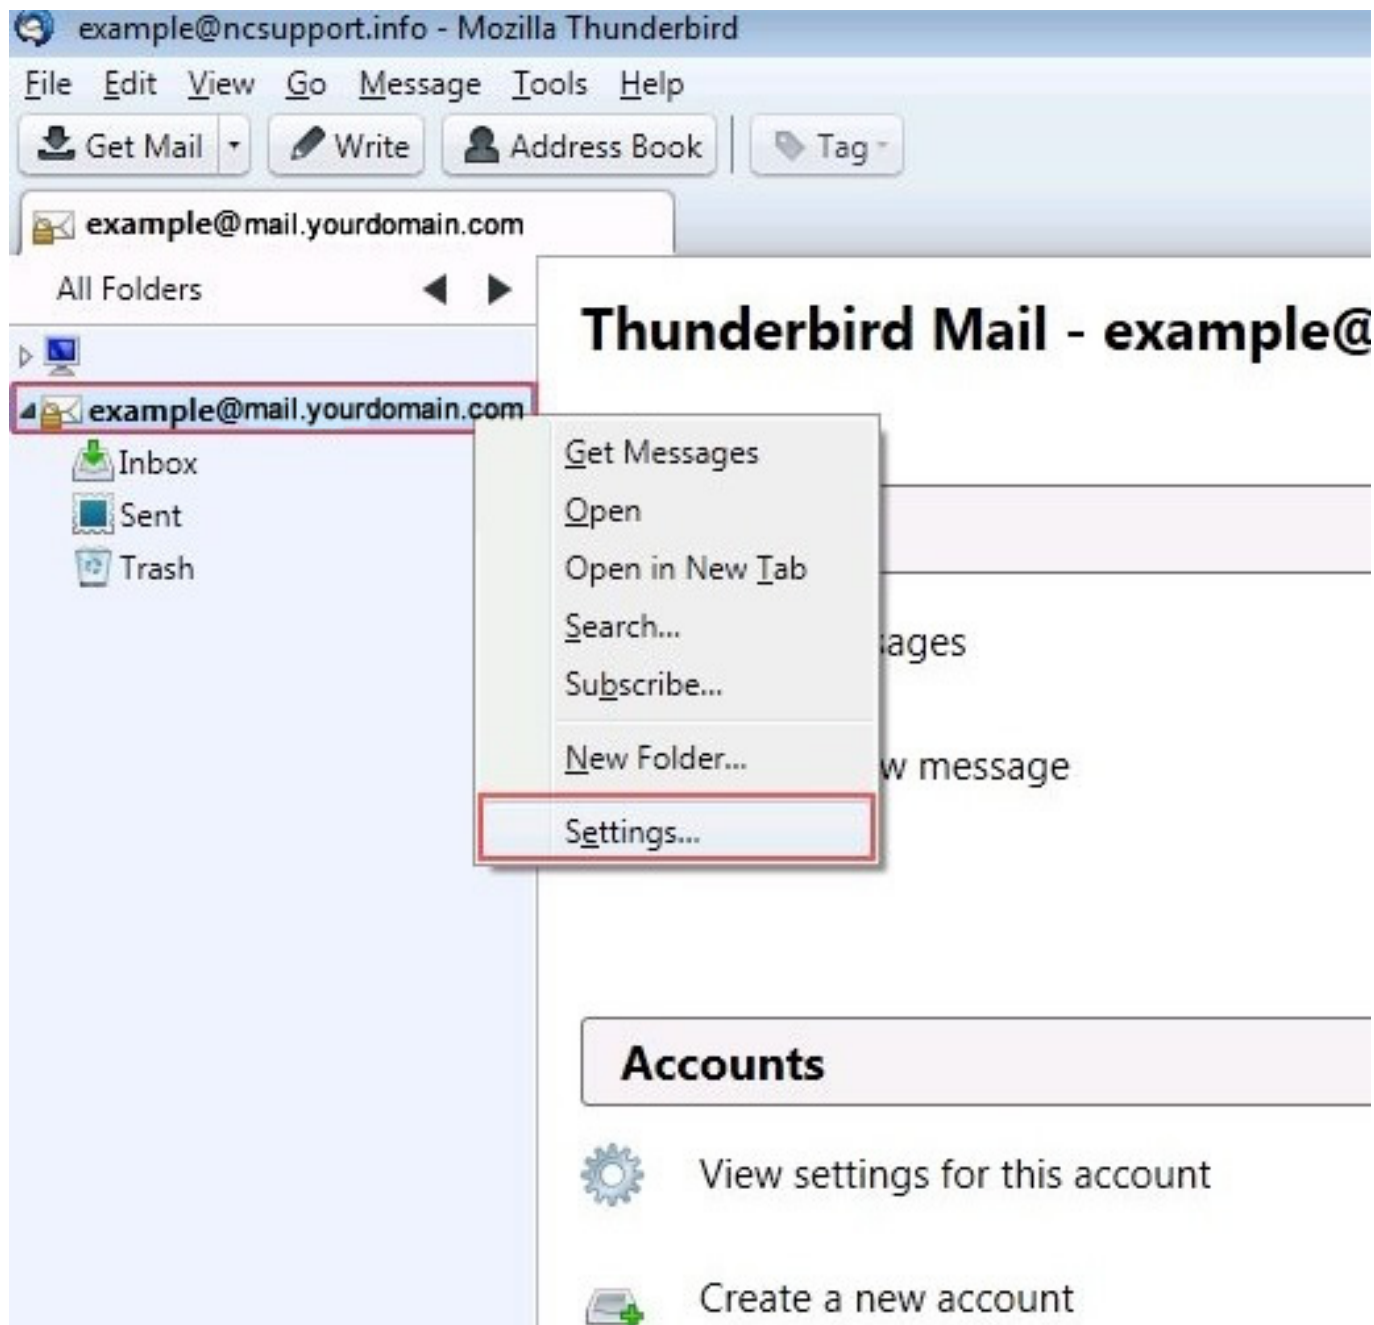 example@ncsupport.info - Mozilla Thunderbird
File Edit View Go Message Tools Help
Get Mail Write Address Book Tag
example@mail.yourdomain.com
All Folders
Thunderbird Mail - example@
example@mail.yourdomain.com
Inbox
Sent
Trash
Get Messages
Open
Open in New Tab
Search...
Subscribe...
New Folder...
Settings...
message
Accounts
View settings for this account
Create a new account